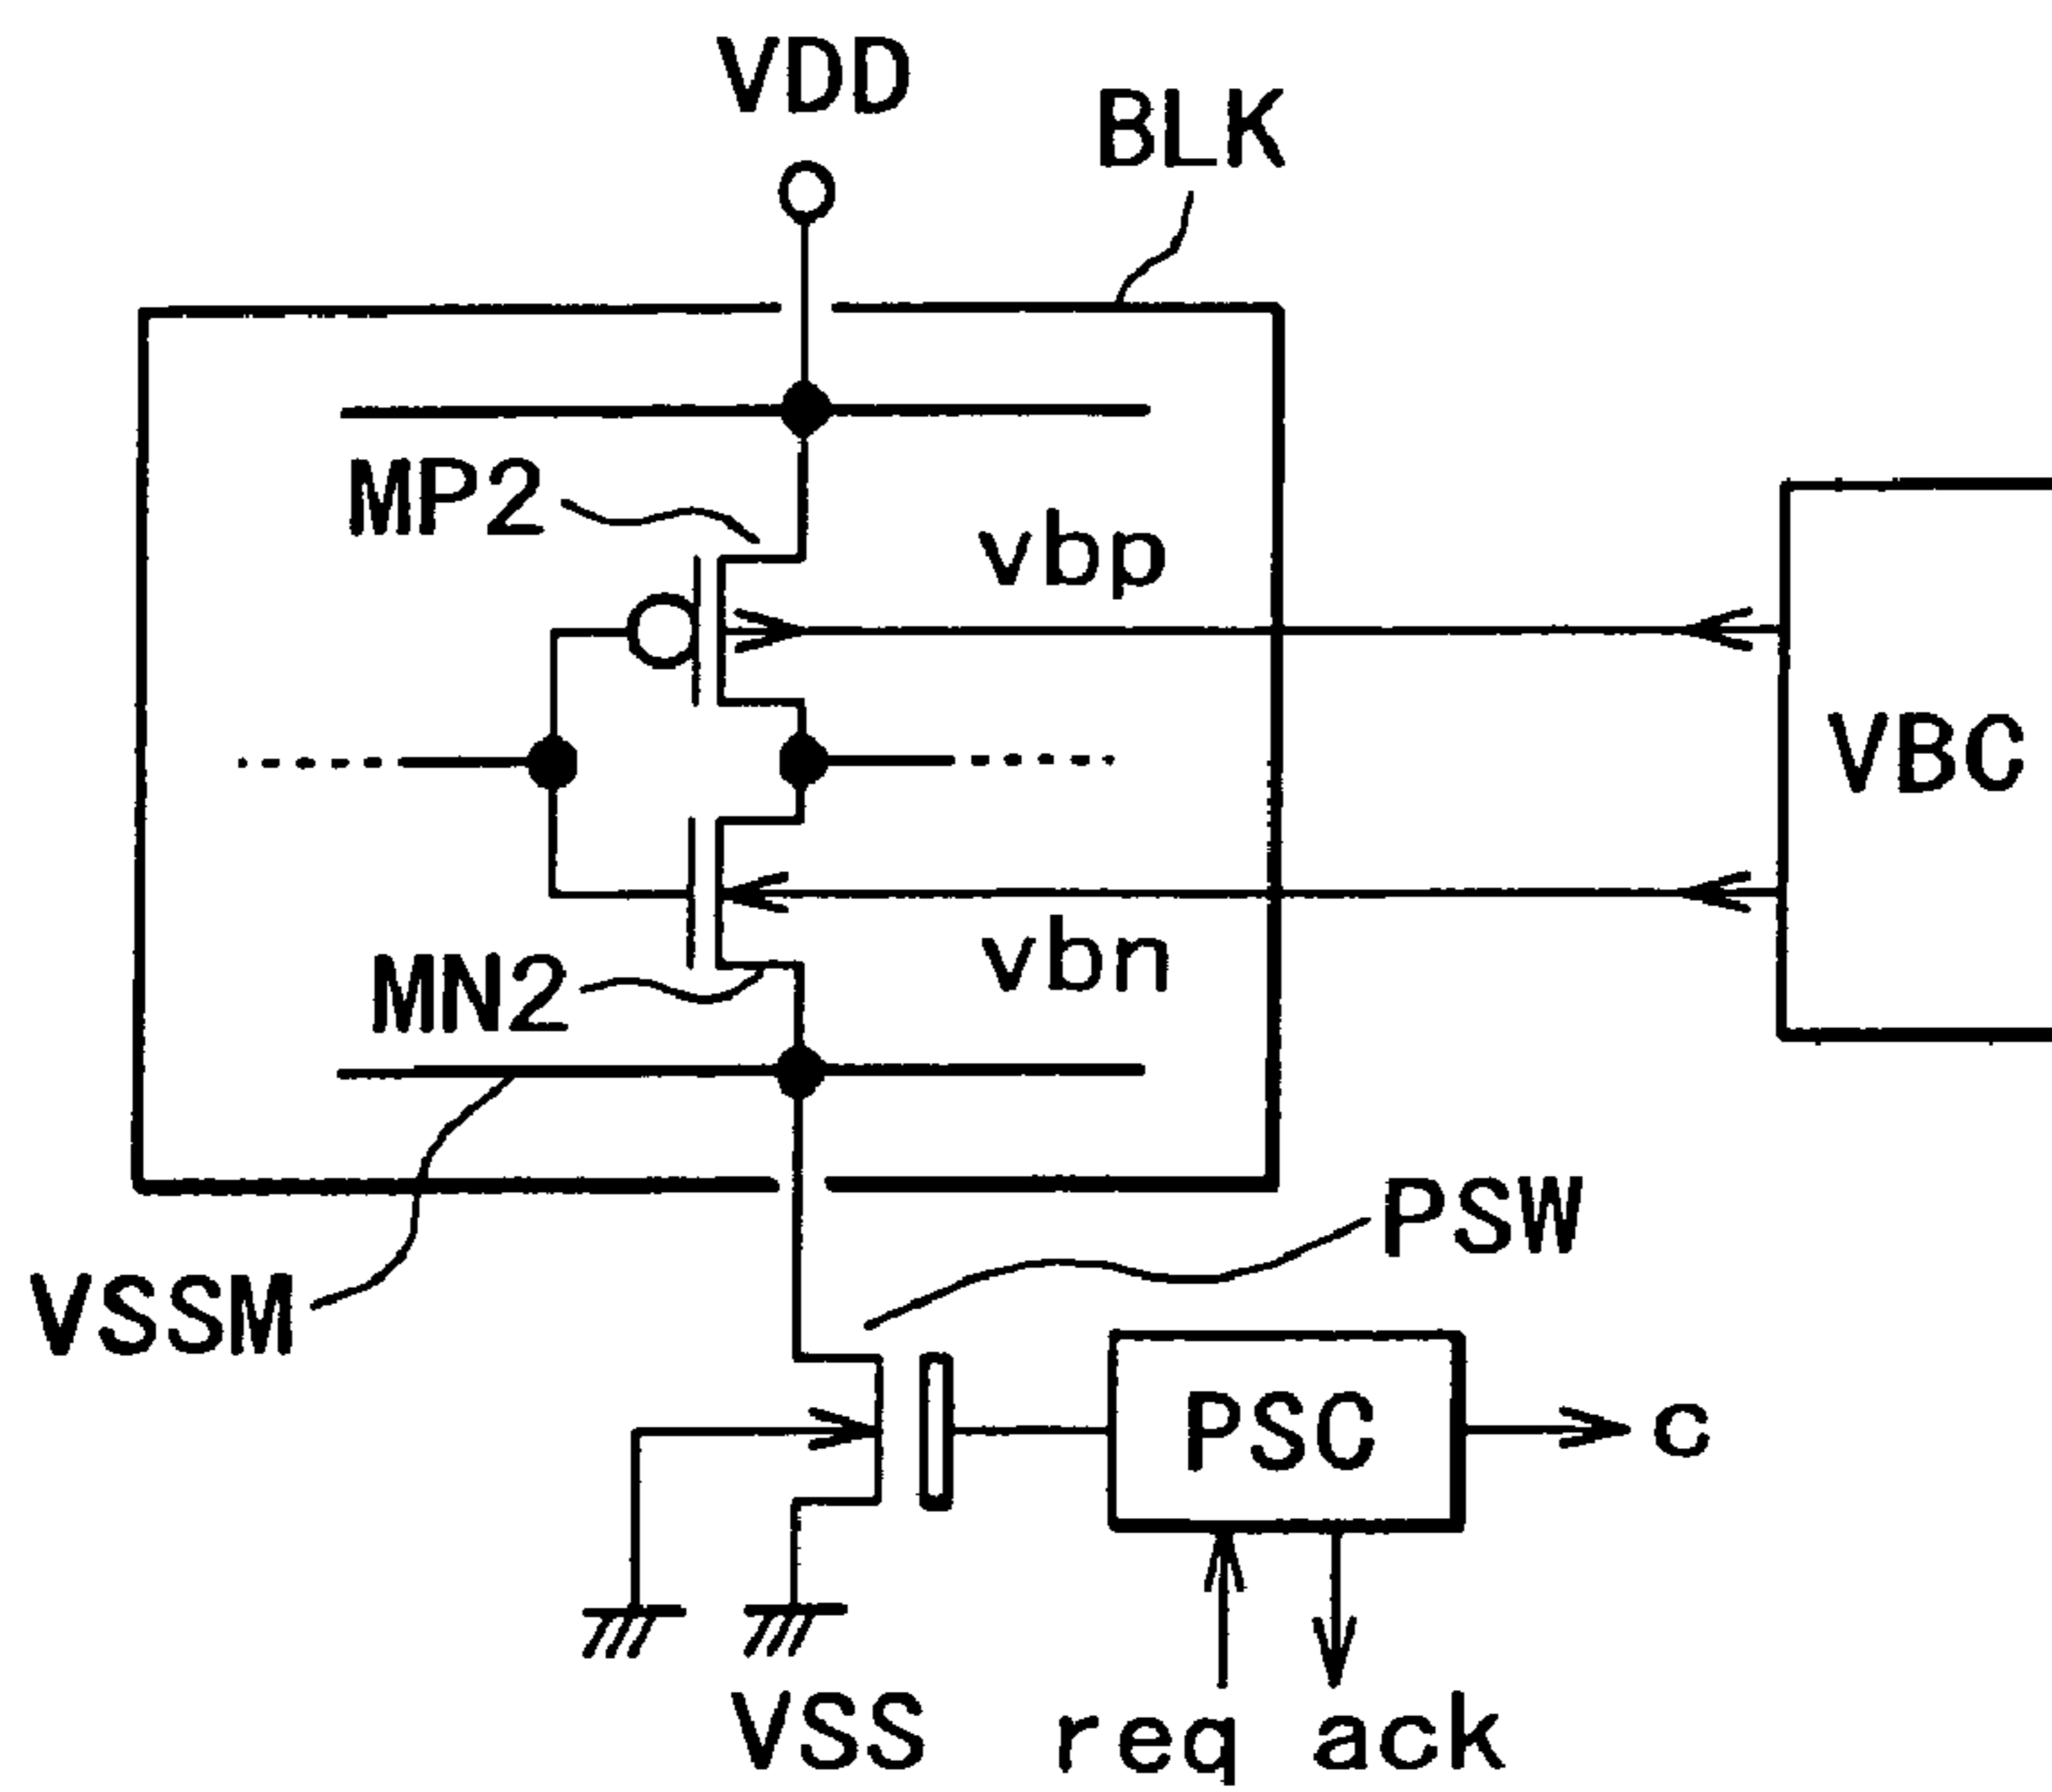 VDD
BLK
MP2
vbp
VBC
MN2
vbn
PSW
VSSM
PSC
c
VSS
req
ack